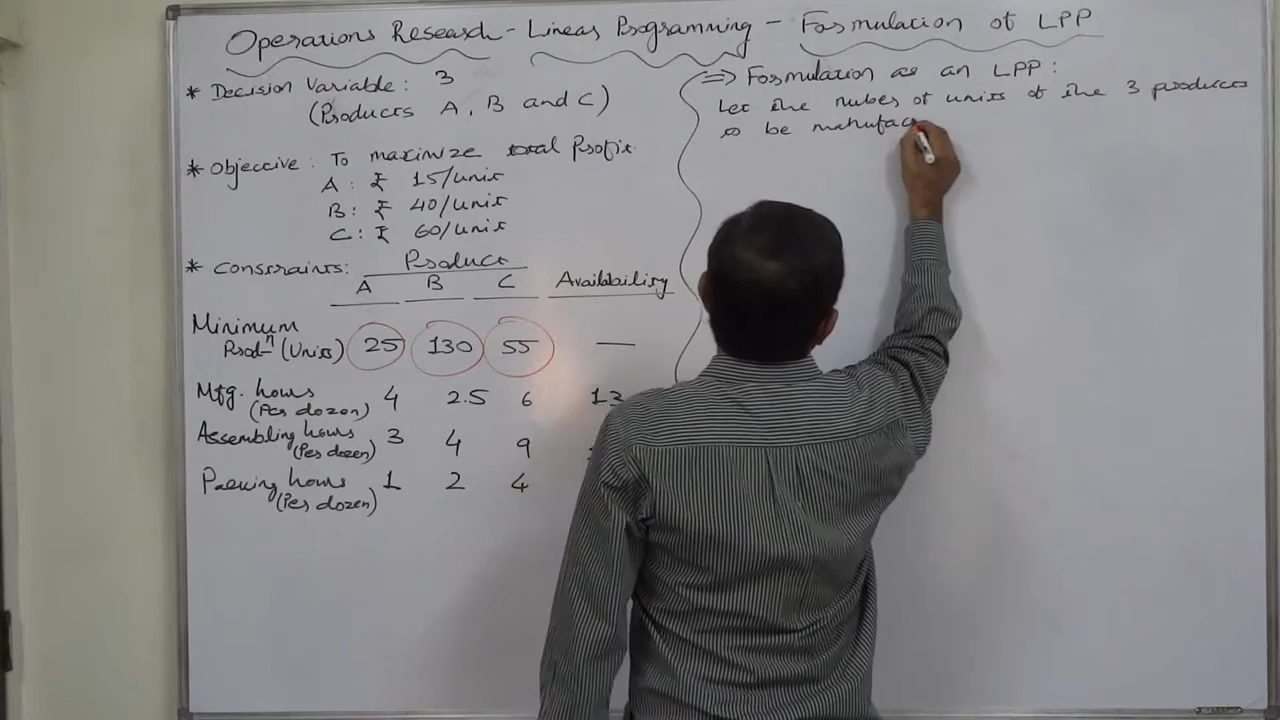 Operations Research - Linear Programming - Formulation of LPP
* Decision Variable: 3
(Products A, B and C)
* Objective: To maximize total Profit
A: ₹ 15/unit
B: ₹ 40/unit
C: ₹ 60/unit
* Constraints: Product
A B C Availability
Minimum
Prodⁿ (Units) 25 130 55 —
Mfg. hours 4 2.5 6 13
(Per dozen)
Assembling hours 3 4 9
(Per dozen)
Packing hours 1 2 4
(Per dozen)
⇒ Formulation as an LPP:
Let the nuber of units of the 3 products
to be manufac